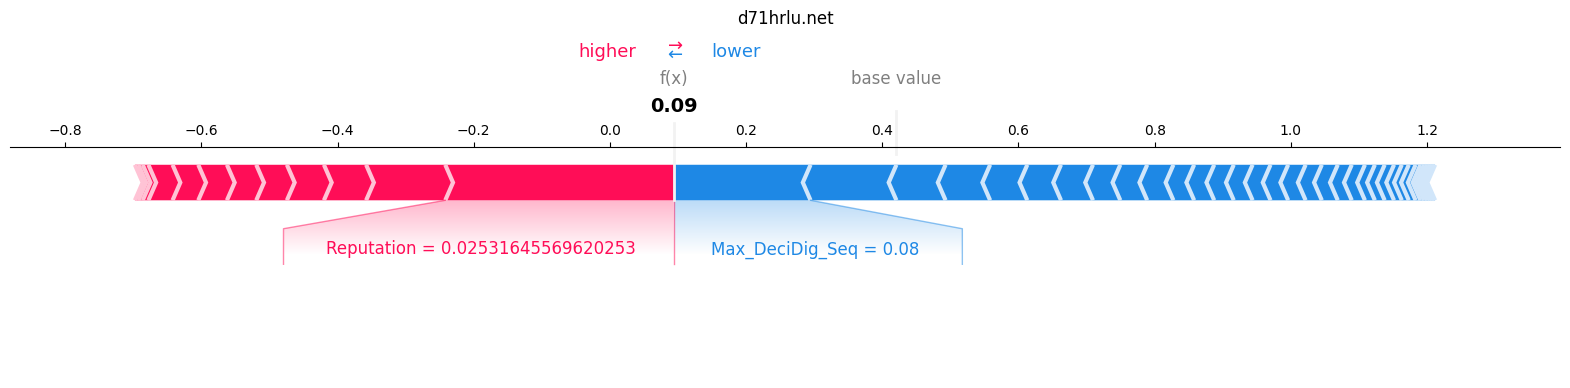 d71hrlu.net
higher → ← lower
f(x) base value
0.09
−0.8 −0.6 −0.4 −0.2 0.0 0.2 0.4 0.6 0.8 1.0 1.2
Reputation = 0.02531645569620253 Max_DeciDig_Seq = 0.08